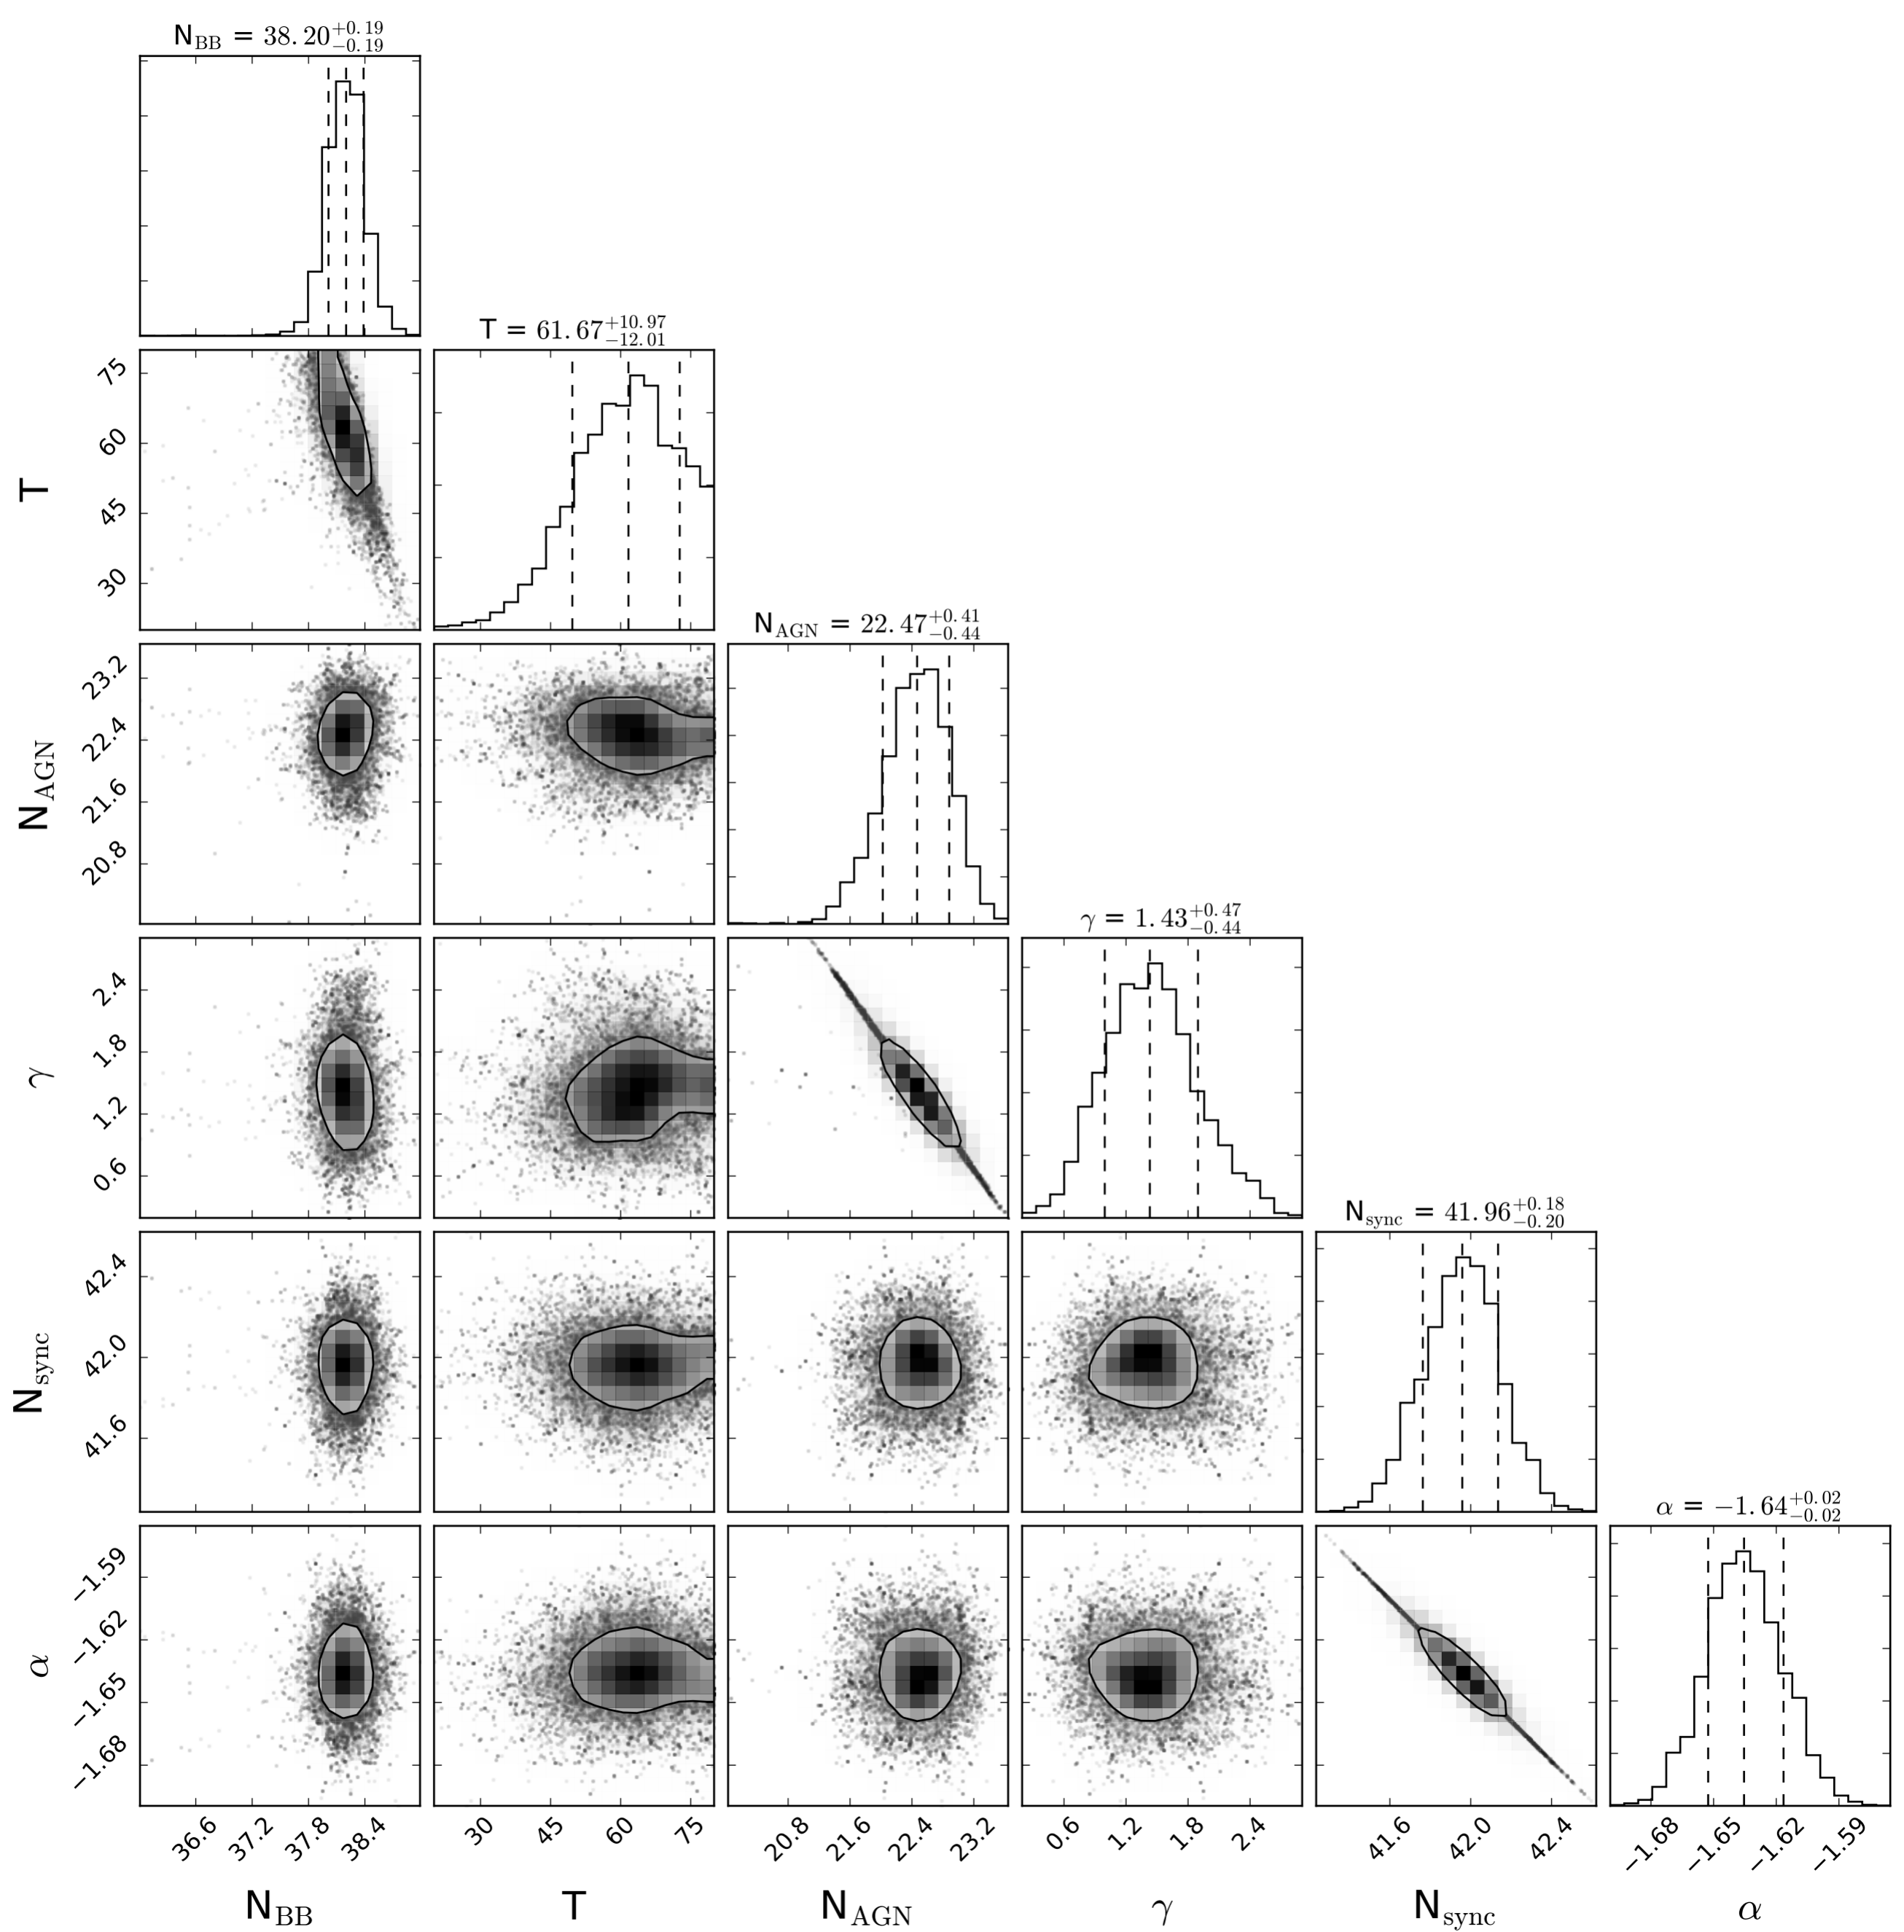 N_BB = 38.20^{+0.19}_{-0.19}
T = 61.67^{+10.97}_{-12.01}
75
60
45
30
T
N_AGN = 22.47^{+0.41}_{-0.44}
23.2
22.4
21.6
20.8
N_AGN
γ = 1.43^{+0.47}_{-0.44}
2.4
1.8
1.2
0.6
γ
N_sync = 41.96^{+0.18}_{-0.20}
42.4
42.0
41.6
N_sync
α = −1.64^{+0.02}_{-0.02}
−1.59
−1.62
−1.65
−1.68
α
36.6 37.2 37.8 38.4 30 45 60 75 20.8 21.6 22.4 23.2 0.6 1.2 1.8 2.4 41.6 42.0 42.4 −1.68 −1.65 −1.62 −1.59
N_BB T N_AGN γ N_sync α